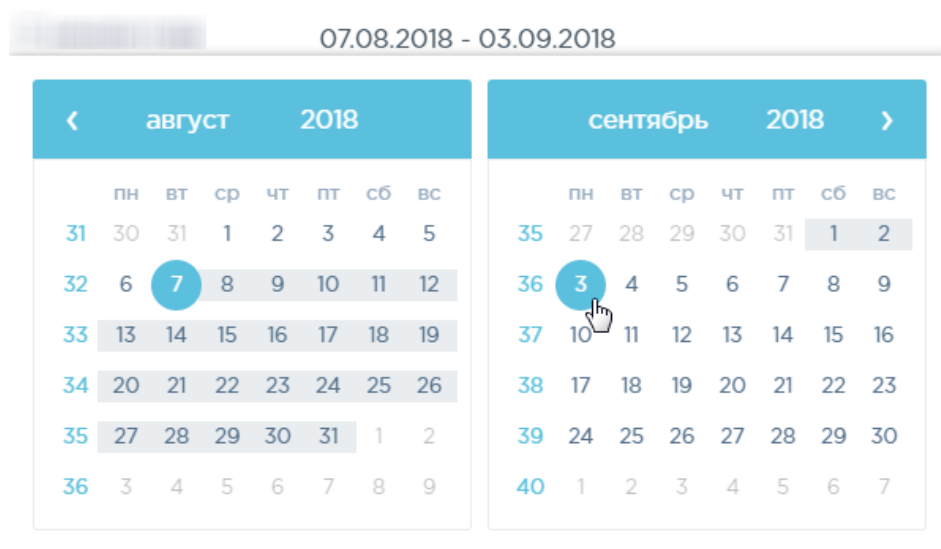 07.08.2018 - 03.09.2018
‹ август 2018
пн вт ср чт пт сб вс
31 30 31 1 2 3 4 5
32 6 7 8 9 10 11 12
33 13 14 15 16 17 18 19
34 20 21 22 23 24 25 26
35 27 28 29 30 31 1 2
36 3 4 5 6 7 8 9
сентябрь 2018 ›
пн вт ср чт пт сб вс
35 27 28 29 30 31 1 2
36 3 4 5 6 7 8 9
37 10 11 12 13 14 15 16
38 17 18 19 20 21 22 23
39 24 25 26 27 28 29 30
40 1 2 3 4 5 6 7